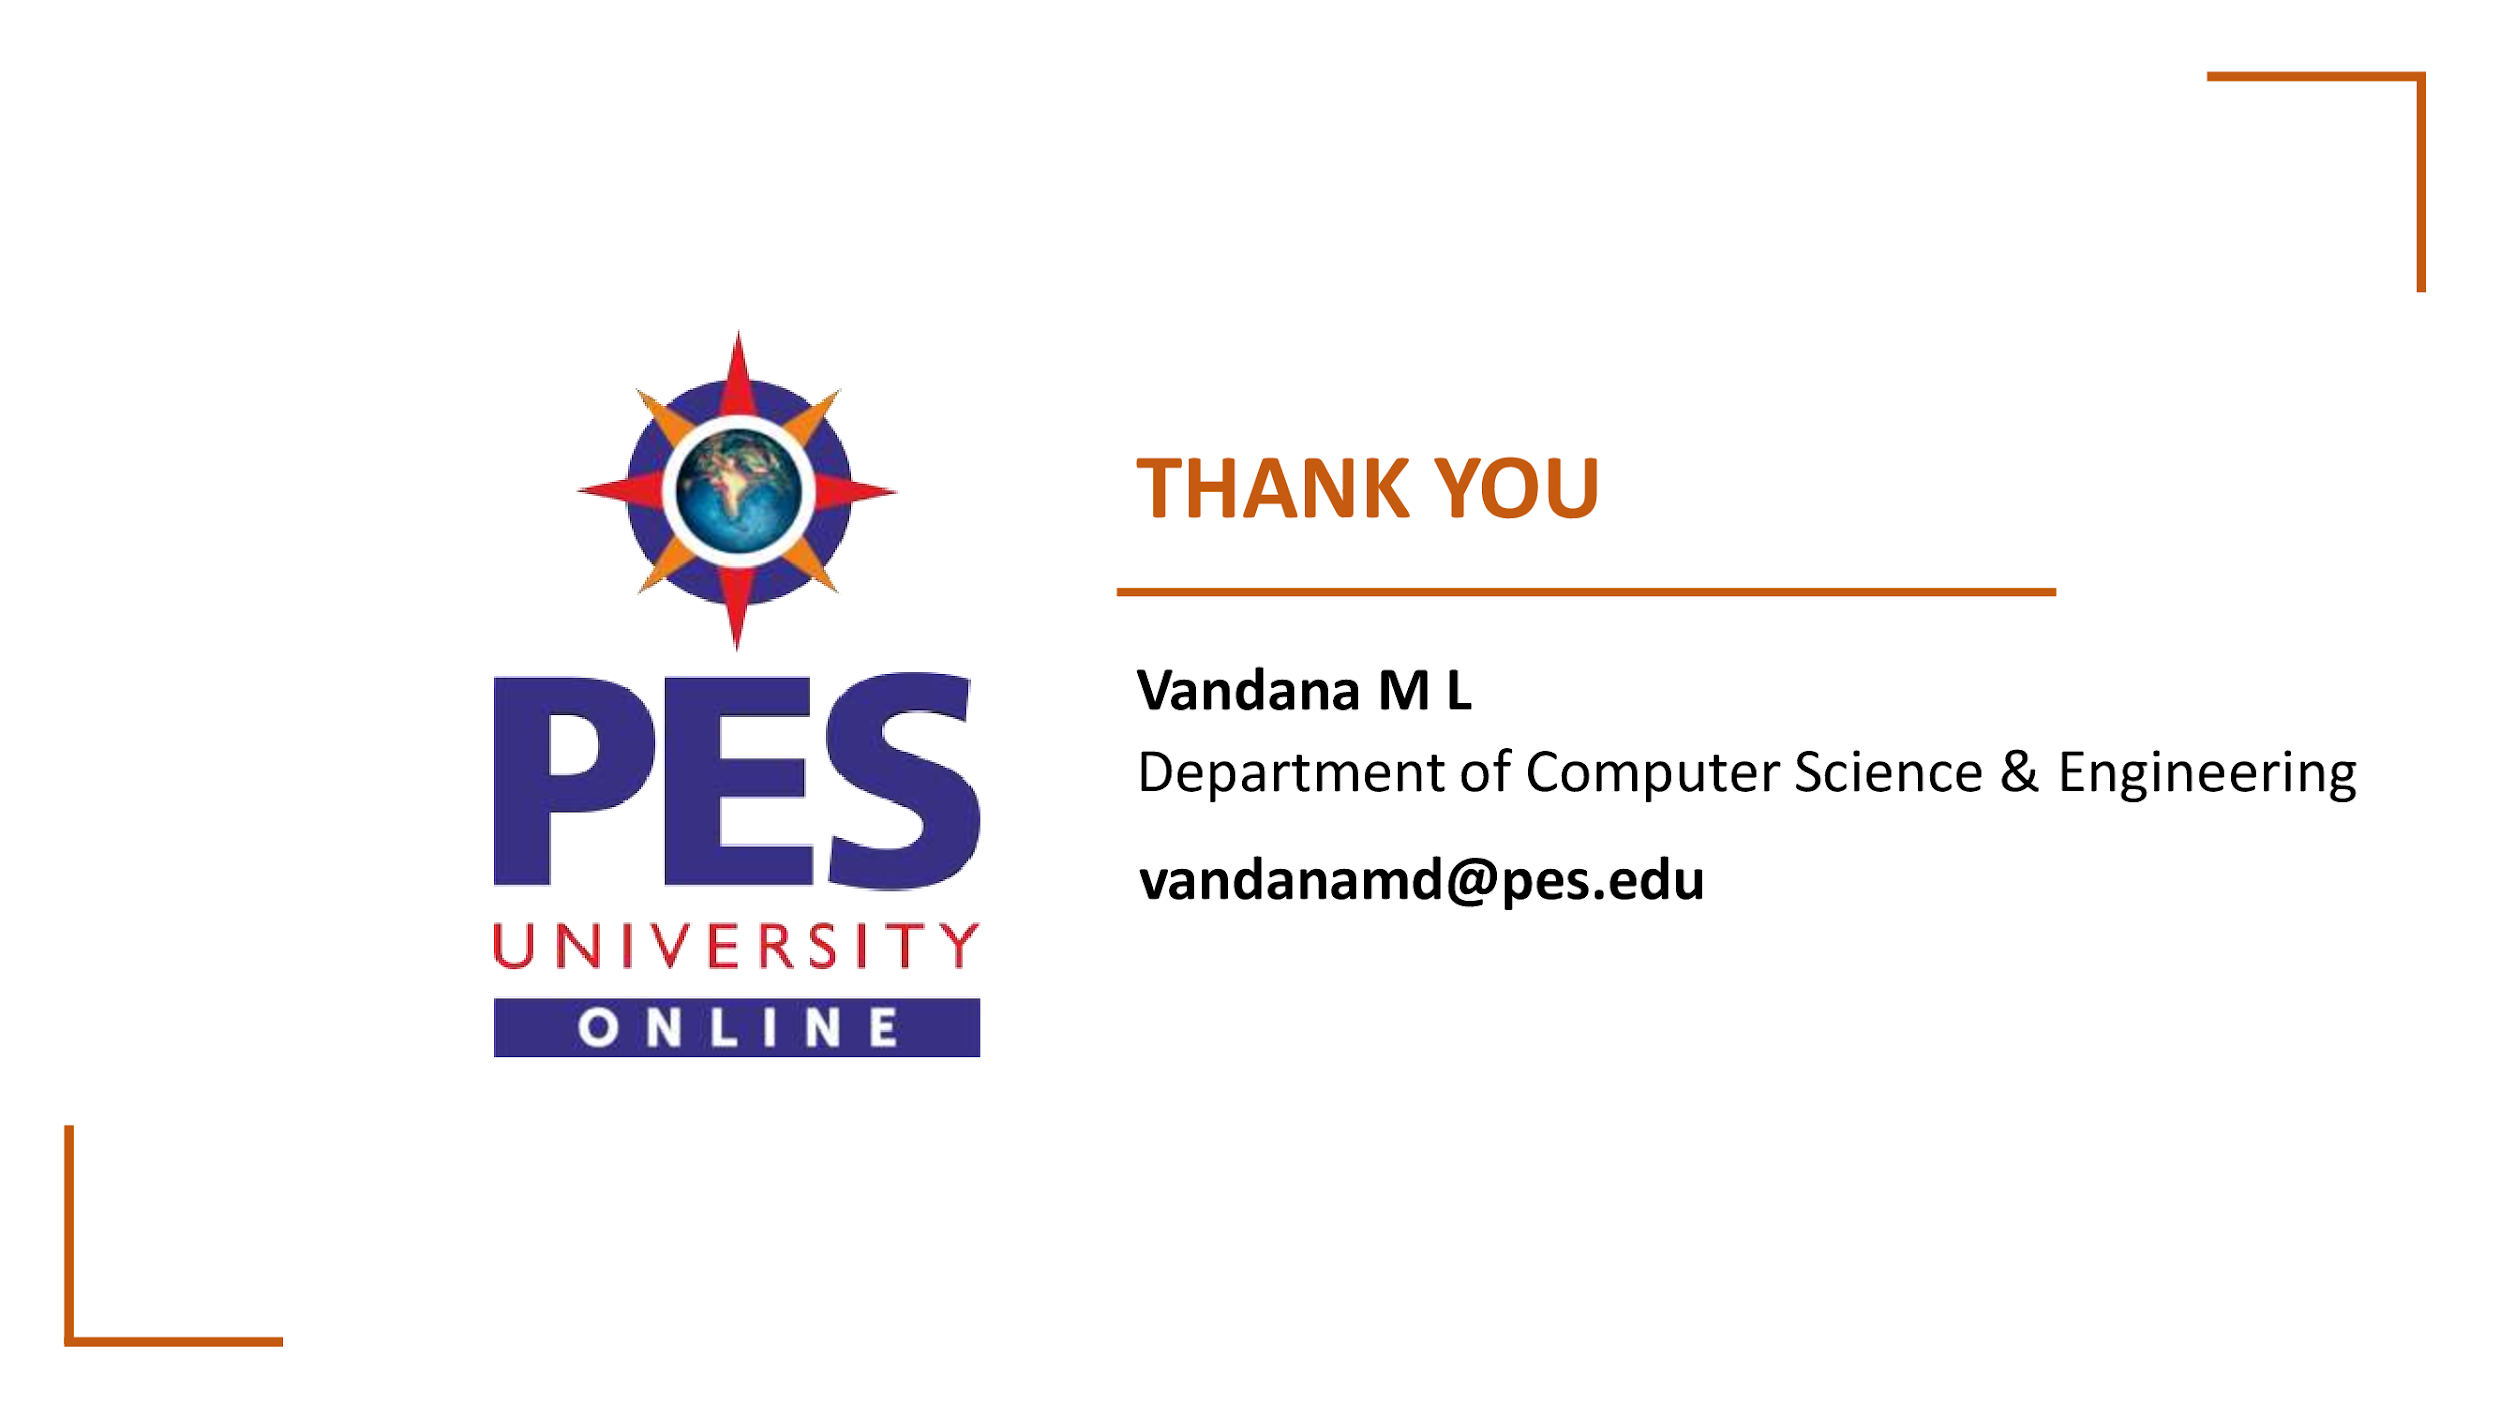 PES
UNIVERSITY
ONLINE
THANK YOU
Vandana M L
Department of Computer Science & Engineering
vandanamd@pes.edu